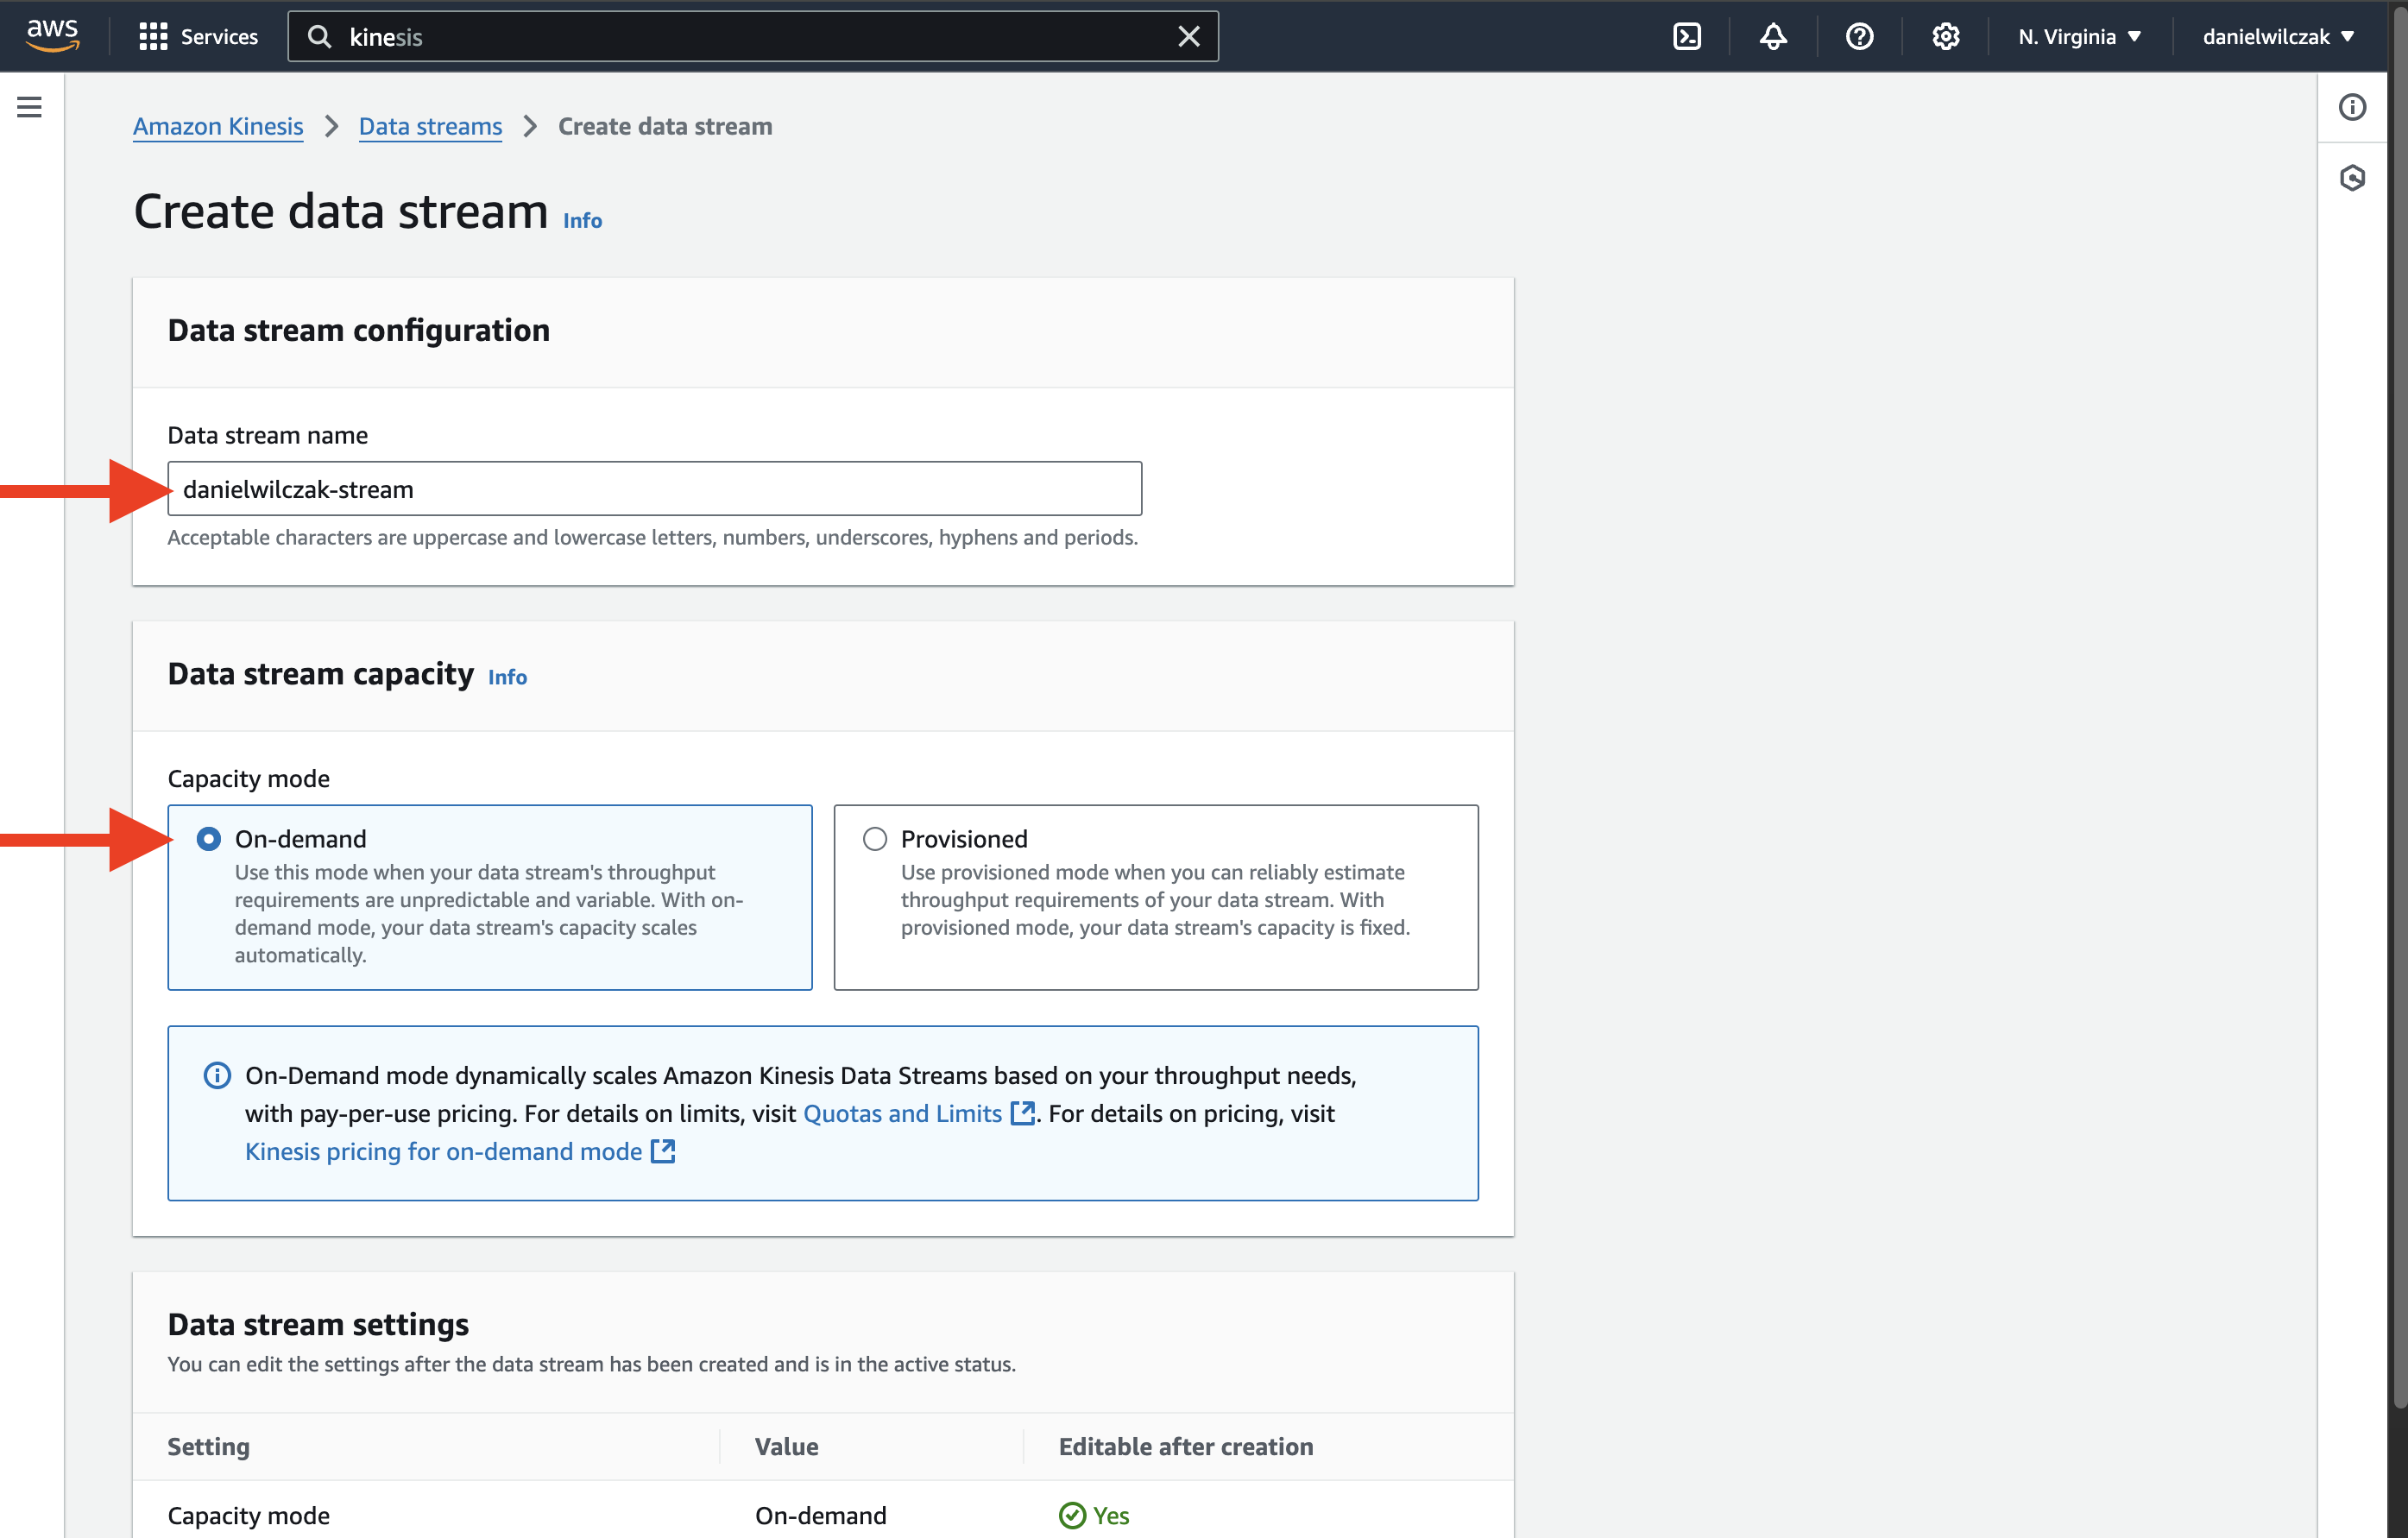 aws Services kinesis N. Virginia danielwilczak
Amazon Kinesis Data streams Create data stream
Create data stream Info
Data stream configuration
Data stream name
danielwilczak-stream
Acceptable characters are uppercase and lowercase letters, numbers, underscores, hyphens and periods.
Data stream capacity Info
Capacity mode
On-demand
Use this mode when your data stream's throughput
requirements are unpredictable and variable. With on-
demand mode, your data stream's capacity scales
automatically.
Provisioned
Use provisioned mode when you can reliably estimate
throughput requirements of your data stream. With
provisioned mode, your data stream's capacity is fixed.
On-Demand mode dynamically scales Amazon Kinesis Data Streams based on your throughput needs,
with pay-per-use pricing. For details on limits, visit Quotas and Limits. For details on pricing, visit
Kinesis pricing for on-demand mode
Data stream settings
You can edit the settings after the data stream has been created and is in the active status.
Setting Value Editable after creation
Capacity mode On-demand Yes